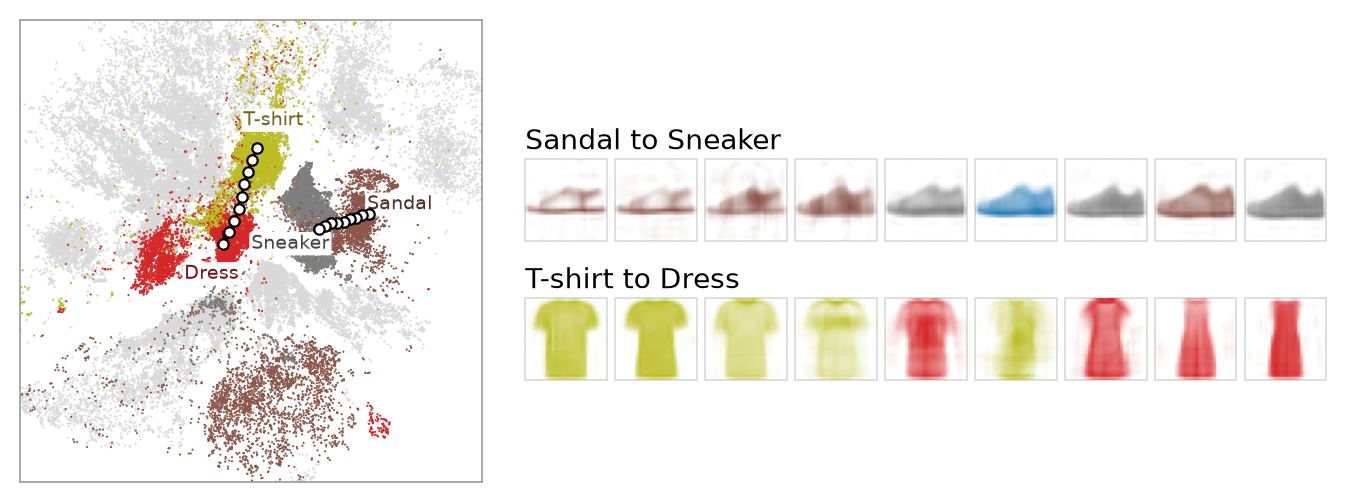 T-shirt
Sandal
Sneaker
Dress
Sandal to Sneaker
T-shirt to Dress